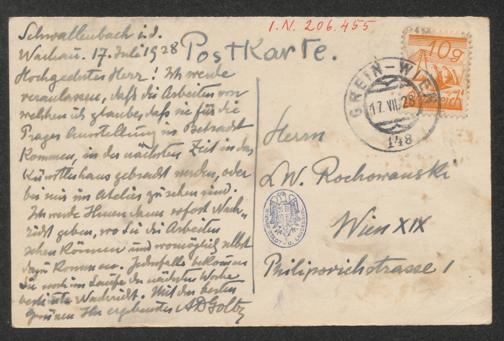 I.N. 206.455
Schwallenbach i.d.
Wachau. 17. Juli 1928
Postkarte.
Hochgeehrter Herr! Ich werde
veranlassen, daß die Arbeiten von
welchen ich glaube, daß sie für die
Prager Ausstellung in Betracht
kommen, in der nächsten Zeit in das
Künstlerhaus gebracht werden, oder
bei mir im Atelier zu sehen sind.
Ich werde Ihnen dann sofort Nach-
richt geben, wo Sie die Arbeiten
sehen können und womöglich selbst
dazu kommen. Jedenfalls bekommen
Sie noch im Laufe der nächsten Woche
Nachricht. Mit den besten
Grüssen Ihr ergebenster AD Goltz
10g
GREIN-WIEN
17. VII. 28
148
Herrn
L.W. Rochowanski
Wien XIX
Philippovichstrasse 1